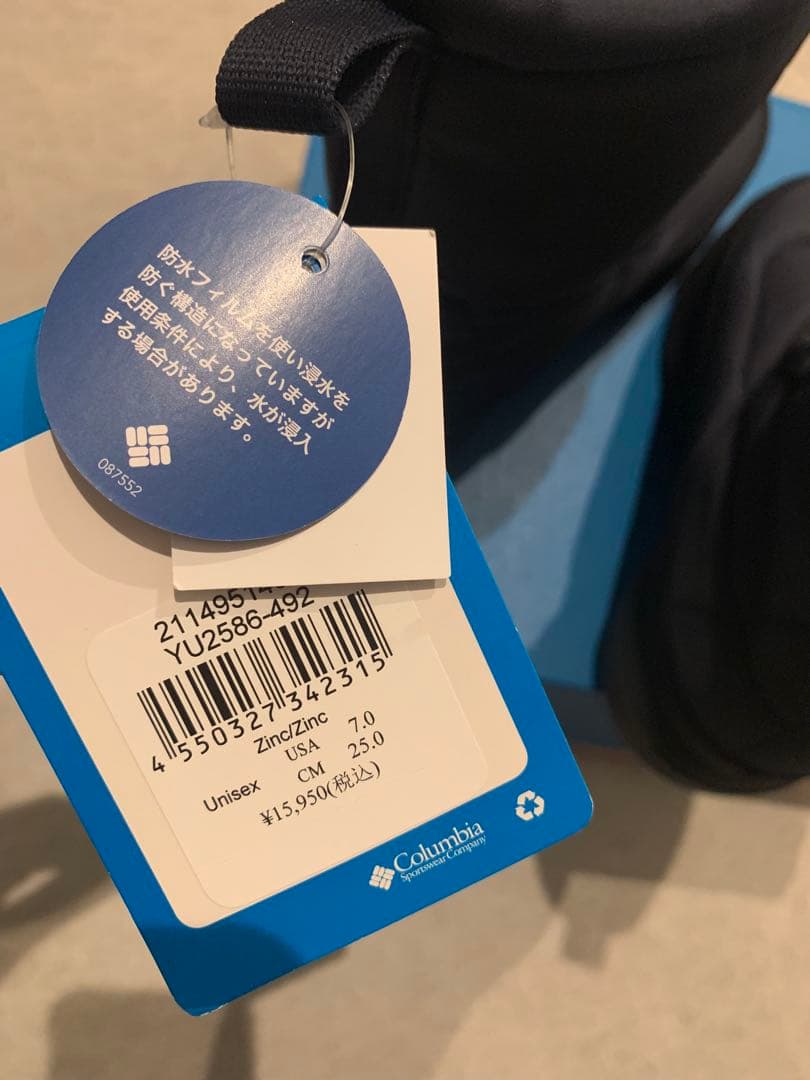 防水フィルムを使い浸水を
防ぐ構造になっていますが
使用条件により、水が浸入
する場合があります。
087552
YU2586-492
4 550327 342315
Zinc/Zinc
USA 7.0
Unisex CM 25.0
¥15,950(税込)
Columbia
Sportswear Company